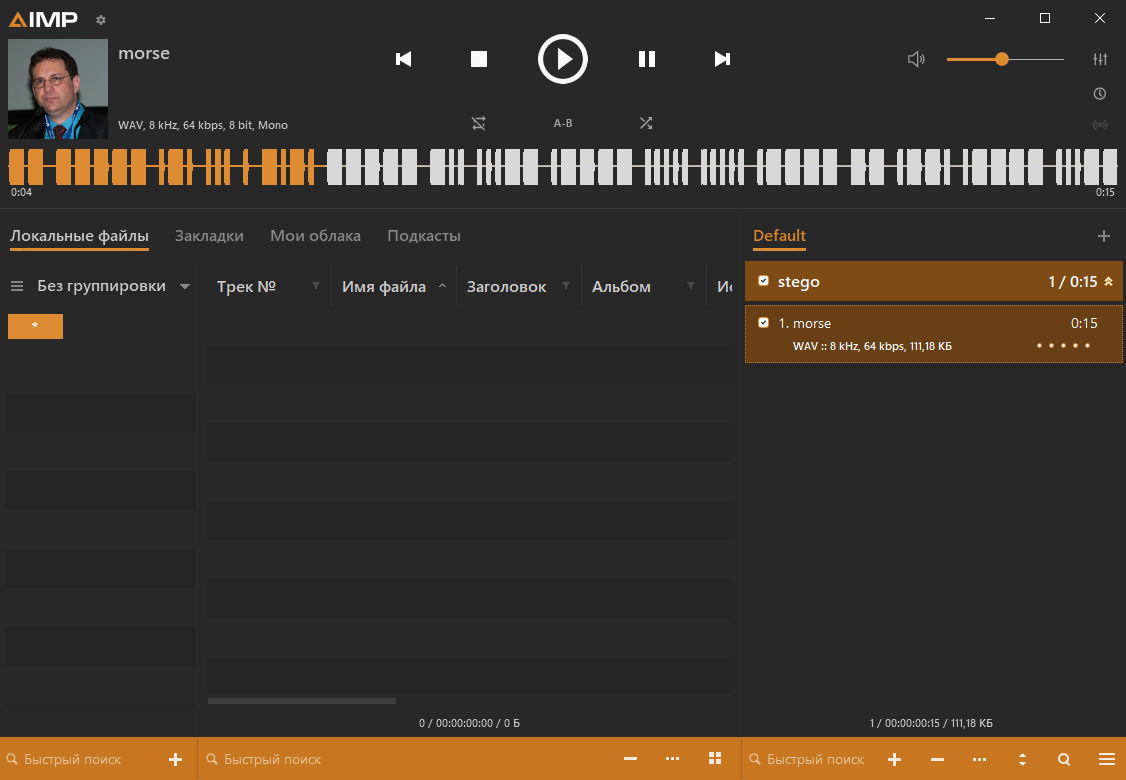 AIMP
morse
WAV, 8 kHz, 64 kbps, 8 bit, Mono
A-B
0:04
0:15
Локальные файлы Закладки Мои облака Подкасты
Default
Без группировки
Трек № Имя файла Заголовок Альбом Ис
*
stego 1 / 0:15
1. morse 0:15
WAV :: 8 kHz, 64 kbps, 111,18 КБ
0 / 00:00:00:00 / 0 Б
1 / 00:00:00:15 / 111,18 КБ
Быстрый поиск
Быстрый поиск
Быстрый поиск